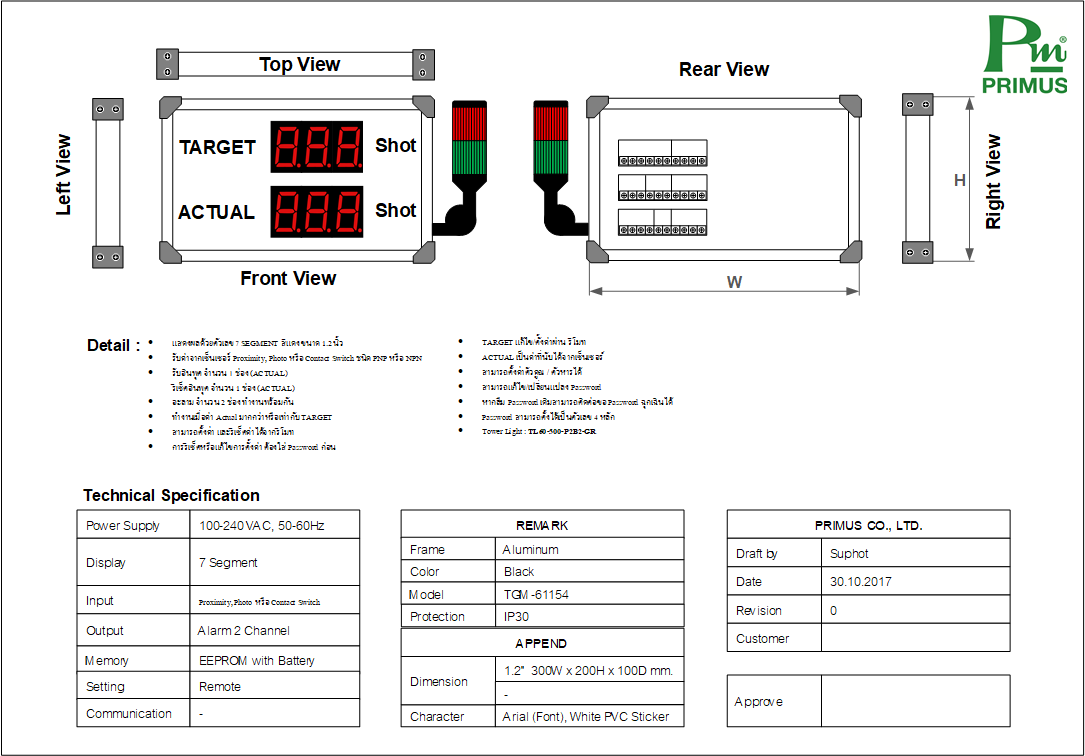 Pm®
PRIMUS
Top View
Rear View
Left View
TARGET 8.8.8. Shot
ACTUAL 8.8.8. Shot
Front View
H
W
Right View
Detail :
• แสดงผลด้วยตัวเลข 7 SEGMENT สีแดงขนาด 1.2 นิ้ว
• รับค่าจากเซ็นเซอร์ Proximity, Photo หรือ Contact Switch ชนิด PNP หรือ NPN
• รับอินพุต จำนวน 1 ช่อง (ACTUAL)
รีเซ็ตอินพุต จำนวน 1 ช่อง (ACTUAL)
• อะลาม จำนวน 2 ช่อง ทำงานพร้อมกัน
• ทำงานเมื่อค่า Actual มากกว่าหรือเท่ากับ TARGET
• สามารถตั้งค่า และรีเซ็ตค่าได้จากรีโมท
• การรีเซ็ตหรือแก้ไขการตั้งค่า ต้องใส่ Password ก่อน
• TARGET แก้ไข/ตั้งค่าผ่าน รีโมท
• ACTUAL เป็นค่าที่นับได้จากเซ็นเซอร์
• สามารถตั้งค่าตัวคูณ / ตัวหารได้
• สามารถแก้ไข/เปลี่ยนแปลง Password
• หากลืม Password เดิมสามารถติดต่อขอ Password ฉุกเฉินได้
• Password สามารถตั้งได้เป็นตัวเลข 4 หลัก
• Tower Light : TL60-300-P2B2-GR
Technical Specification
Power Supply 100-240 VAC, 50-60Hz
Display 7 Segment
Input Proximity, Photo หรือ Contact Switch
Output Alarm 2 Channel
Memory EEPROM with Battery
Setting Remote
Communication -
REMARK
Frame Aluminum
Color Black
Model TGM-61154
Protection IP30
APPEND
Dimension 1.2" 300W x 200H x 100D mm.
-
Character Arial (Font), White PVC Sticker
PRIMUS CO., LTD.
Draft by Suphot
Date 30.10.2017
Revision 0
Customer
Approve